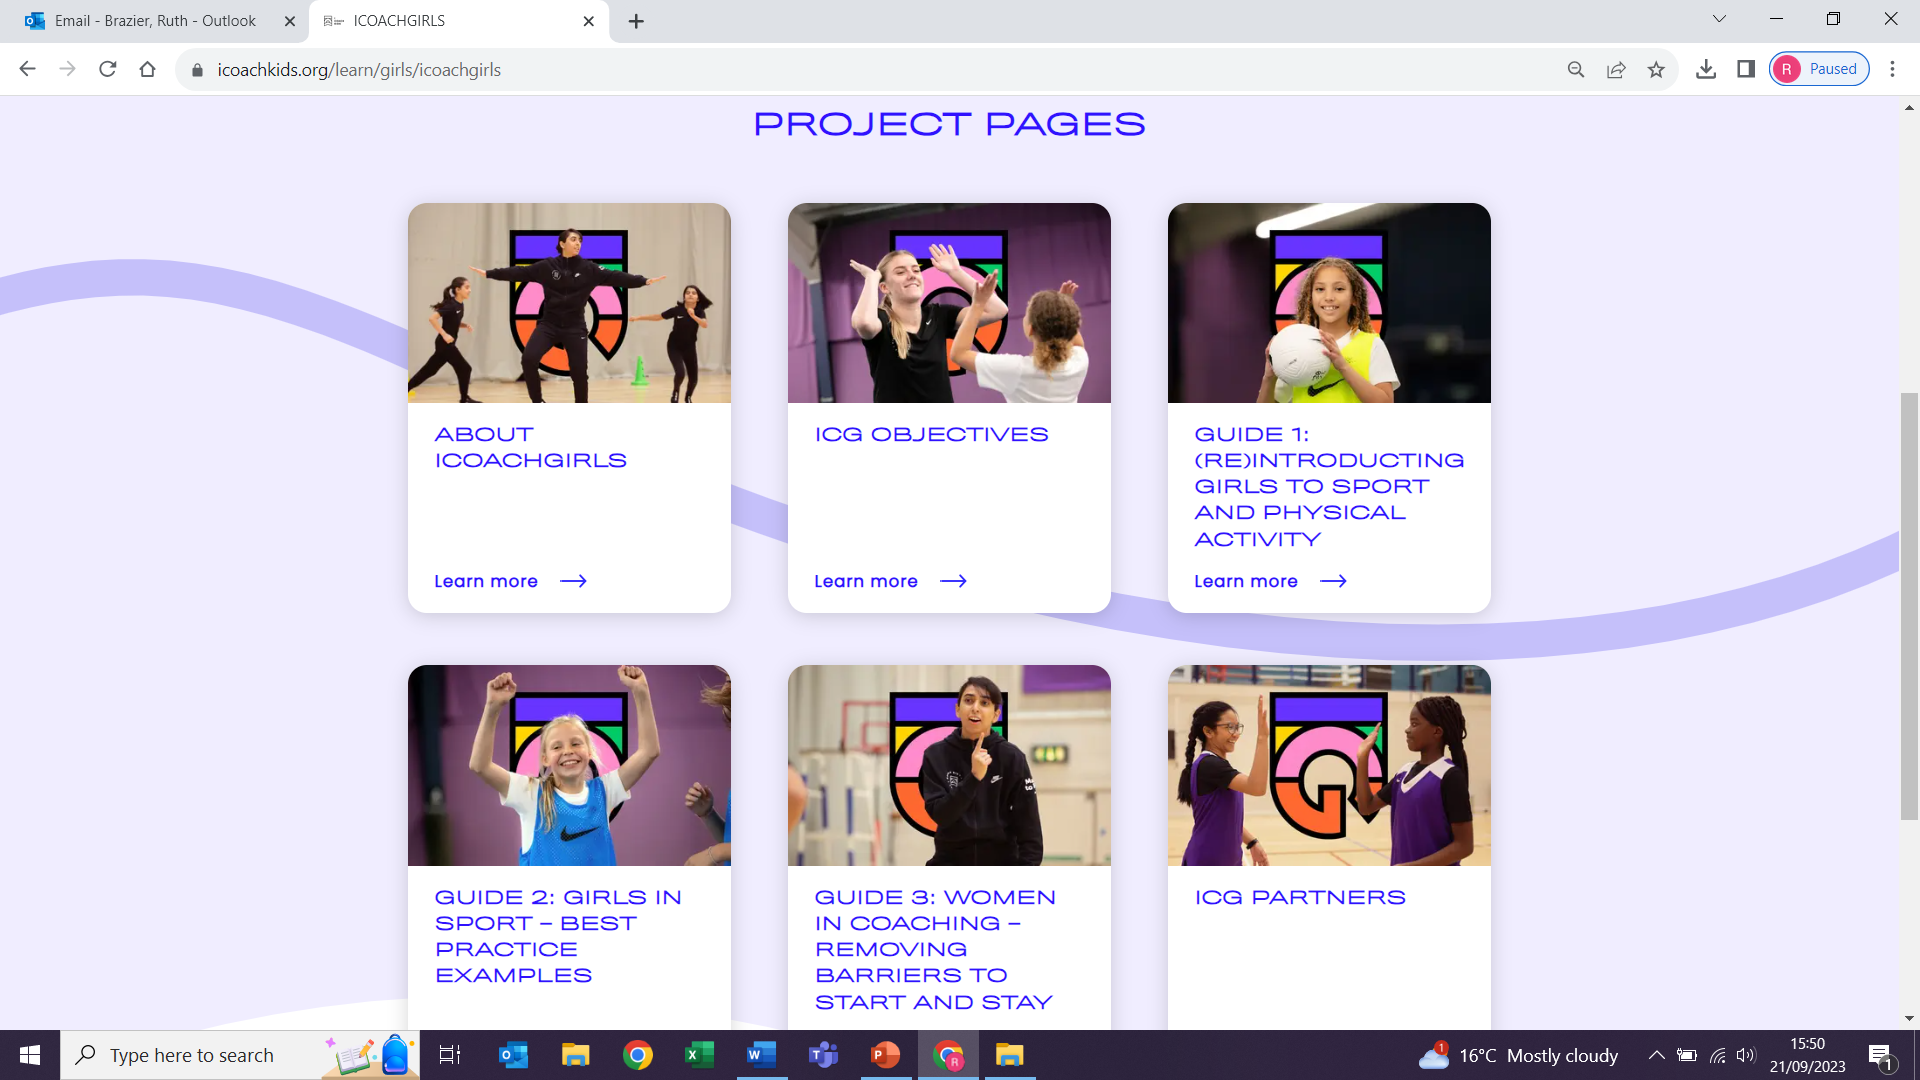 Email - Brazier, Ruth - Outlook
ICOACHGIRLS
icoachkids.org/learn/girls/icoachgirls
R Paused
PROJECT PAGES
ABOUT
ICOACHGIRLS
Learn more
ICG OBJECTIVES
Learn more
GUIDE 1:
(RE)INTRODUCTING
GIRLS TO SPORT
AND PHYSICAL
ACTIVITY
Learn more
GUIDE 2: GIRLS IN
SPORT – BEST
PRACTICE
EXAMPLES
GUIDE 3: WOMEN
IN COACHING –
REMOVING
BARRIERS TO
START AND STAY
ICG PARTNERS
Type here to search
1
16°C Mostly cloudy
15:50
21/09/2023
1